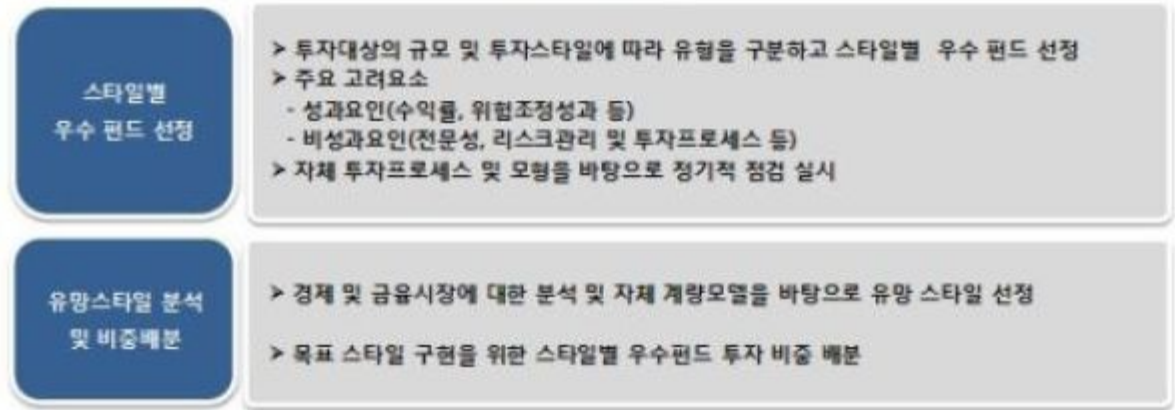 스타일별
우수 펀드 선정
➤ 투자대상의 규모 및 투자스타일에 따라 유형을 구분하고 스타일별 우수 펀드 선정
➤ 주요 고려요소
- 성과요인(수익률, 위험조정성과 등)
- 비성과요인(전문성, 리스크관리 및 투자프로세스 등)
➤ 자체 투자프로세스 및 모형을 바탕으로 정기적 점검 실시
유망스타일 분석
및 비중배분
➤ 경제 및 금융시장에 대한 분석 및 자체 계량모델을 바탕으로 유망 스타일 선정
➤ 목표 스타일 구현을 위한 스타일별 우수펀드 투자 비중 배분